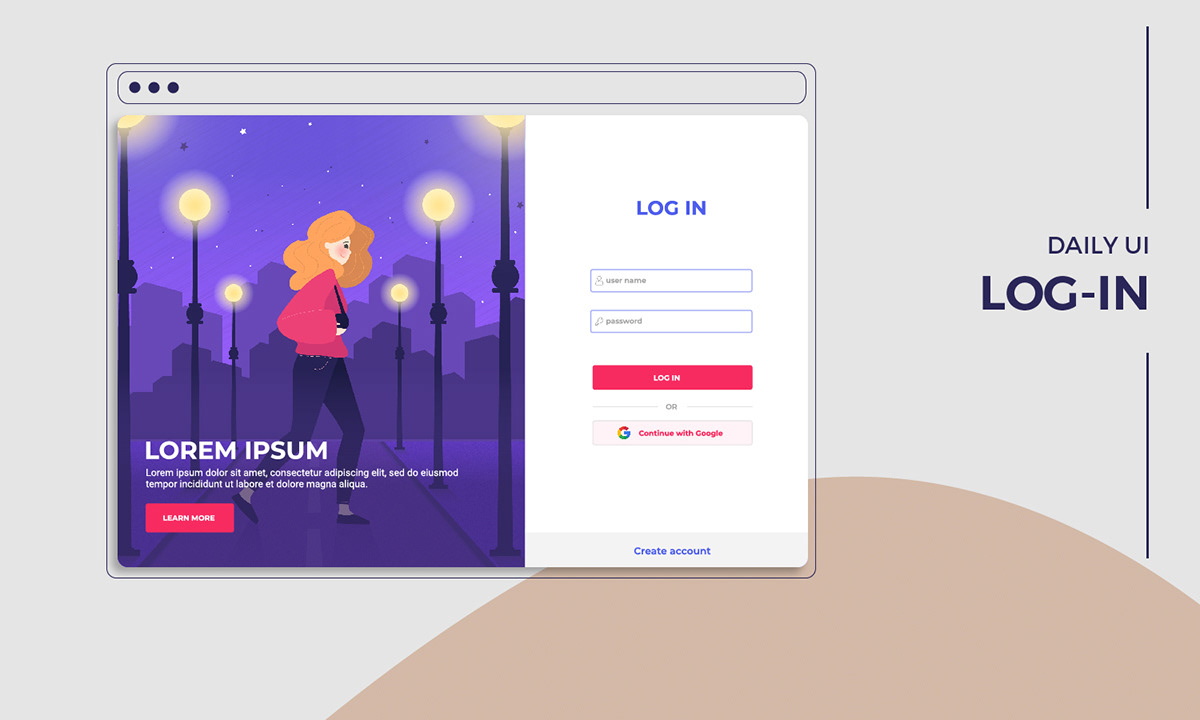 LOG IN
user name
password
LOG IN
OR
Continue with Google
Create account
LOREM IPSUM
Lorem ipsum dolor sit amet, consectetur adipiscing elit, sed do eiusmod
tempor incididunt ut labore et dolore magna aliqua.
LEARN MORE
DAILY UI
LOG-IN